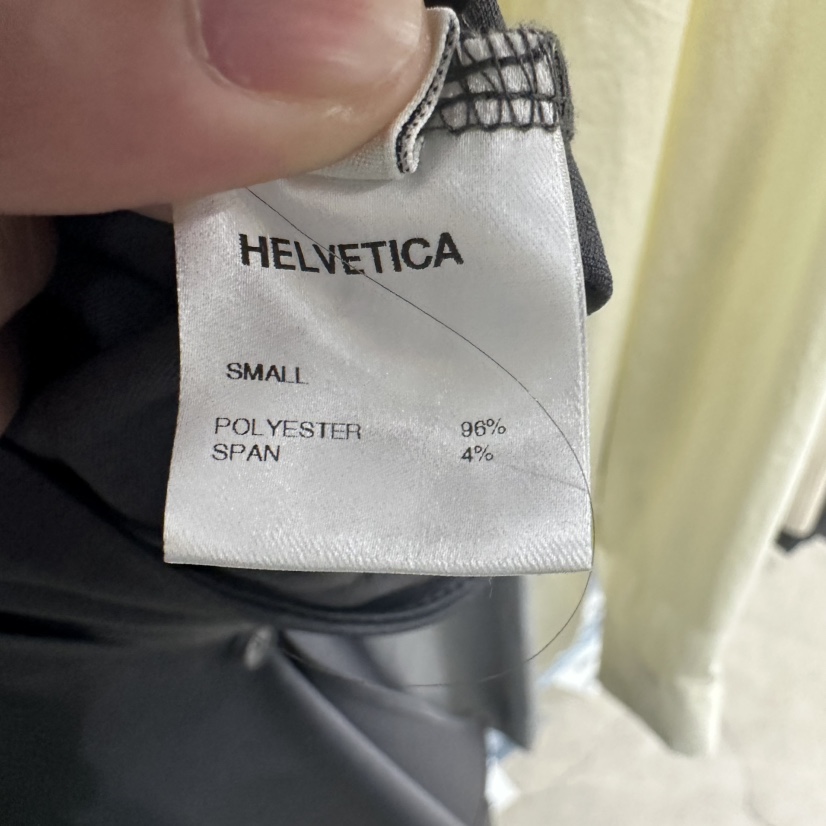 HELVETICA
SMALL
POLYESTER 96%
SPAN 4%